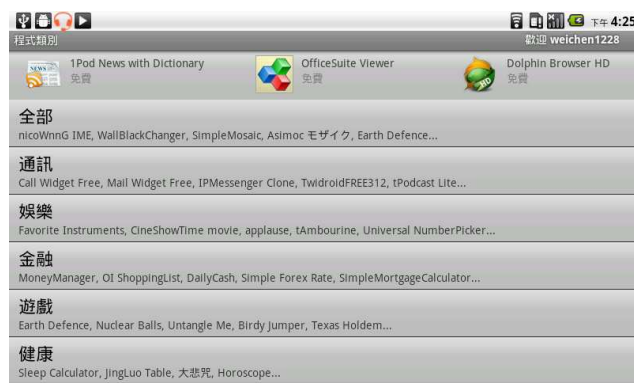 下午 4:25
程式類別
歡迎 weichen1228
NEWS
1Pod News with Dictionary
免費
OfficeSuite Viewer
免費
HD
Dolphin Browser HD
免費
全部
nicoWnnG IME, WallBlackChanger, SimpleMosaic, Asimoc モザイク, Earth Defence...
通訊
Call Widget Free, Mail Widget Free, IPMessenger Clone, TwidroidFREE312, tPodcast Lite...
娛樂
Favorite Instruments, CineShowTime movie, applause, tAmbourine, Universal NumberPicker...
金融
MoneyManager, OI ShoppingList, DailyCash, Simple Forex Rate, SimpleMortgageCalculator...
遊戲
Earth Defence, Nuclear Balls, Untangle Me, Birdy Jumper, Texas Holdem...
健康
Sleep Calculator, JingLuo Table, 大悲咒, Horoscope...